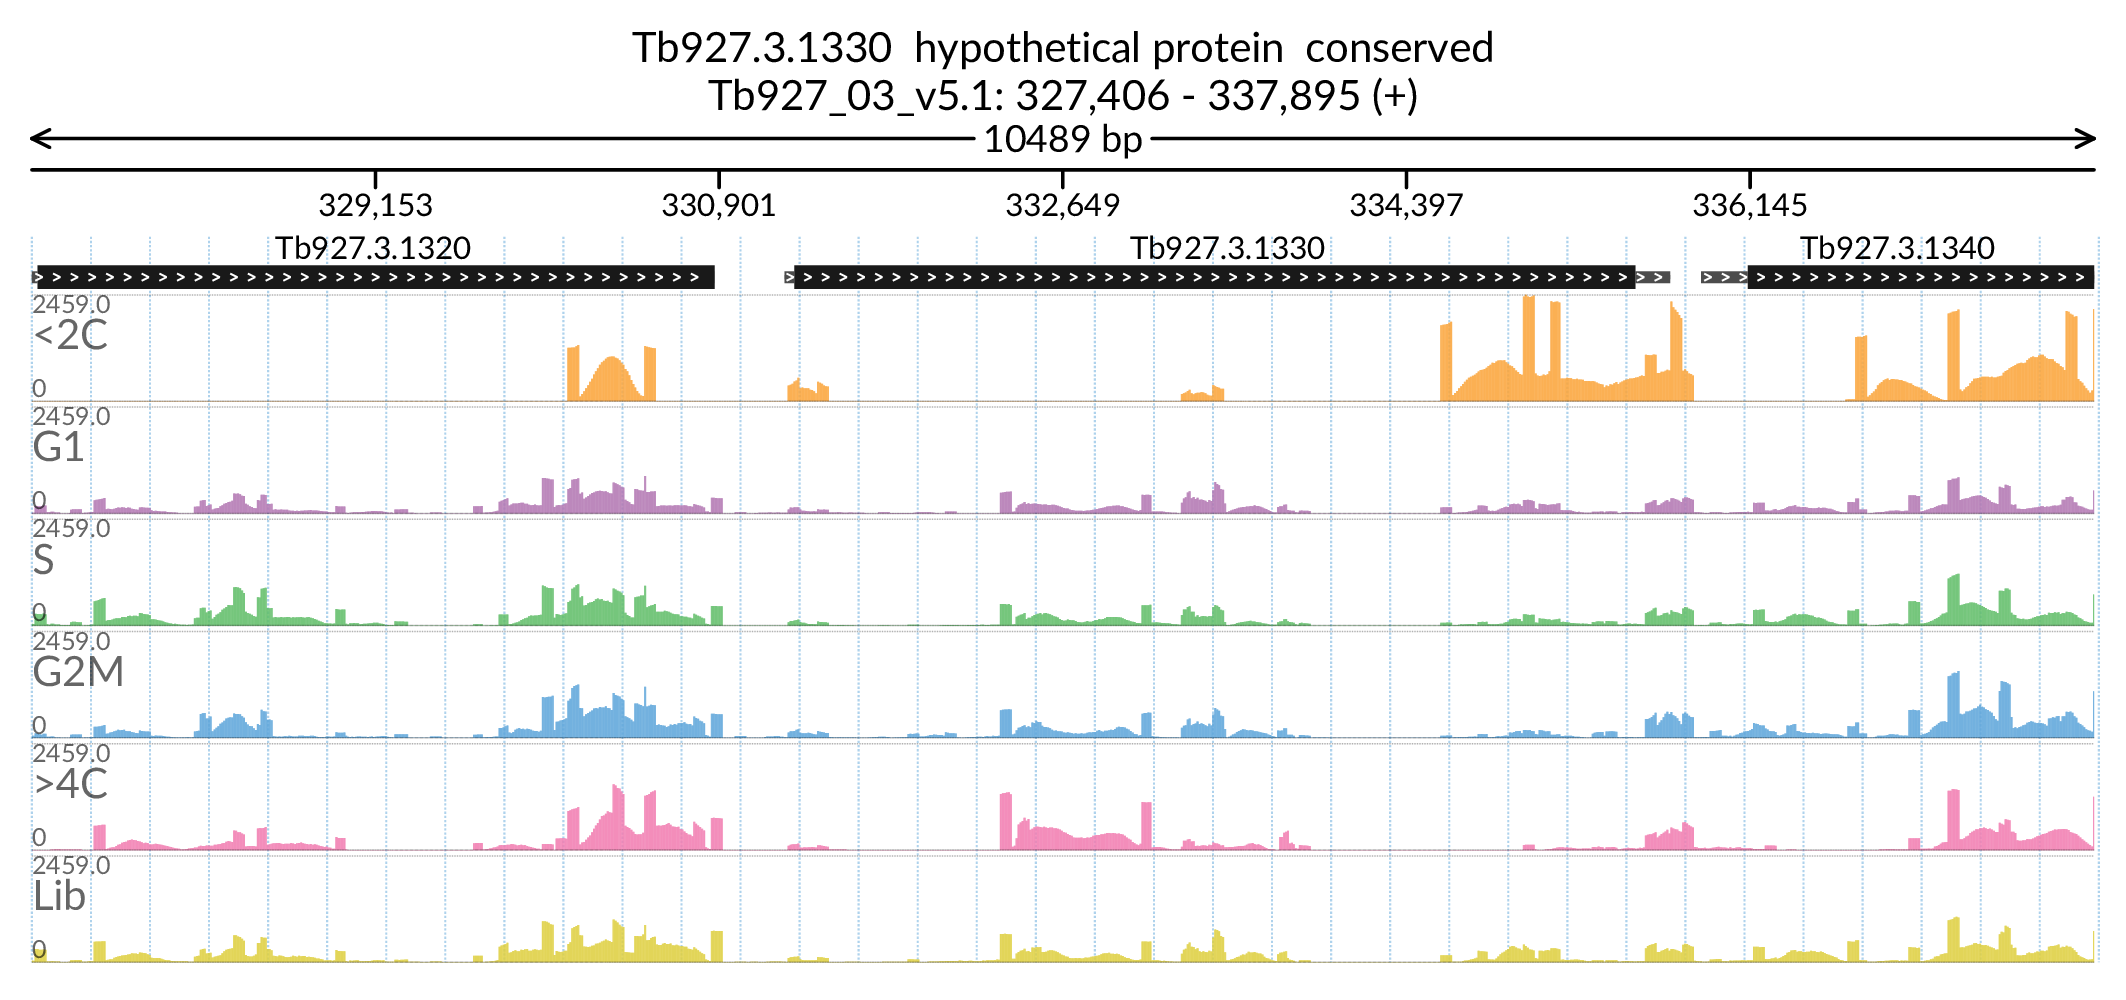 Tb927.3.1330  hypothetical protein  conserved
Tb927_03_v5.1: 327,406 - 337,895 (+)
10489 bp
329,153 330,901 332,649 334,397 336,145
Tb927.3.1320 Tb927.3.1330 Tb927.3.1340
2459.0
<2C
0
2459.0
G1
0
2459.0
S
0
2459.0
G2M
0
2459.0
>4C
0
2459.0
Lib
0